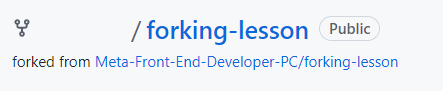 / forking-lesson Public
forked from Meta-Front-End-Developer-PC/forking-lesson